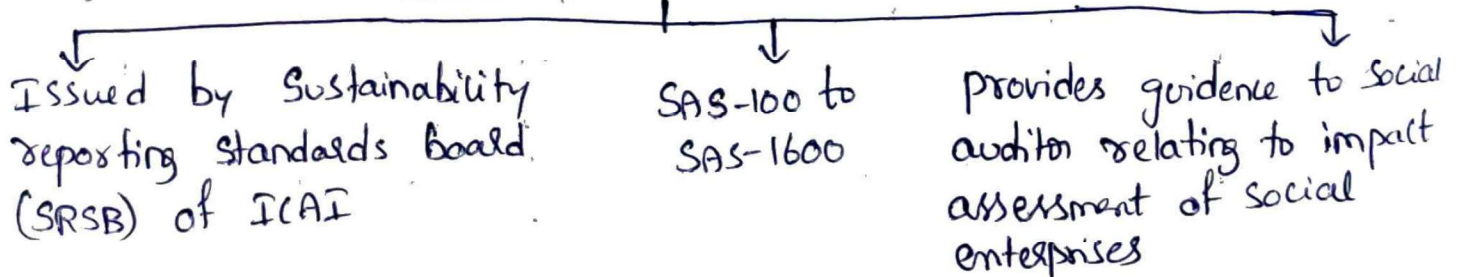 Issued by Sustainability
reporting standards board.
(SRSB) of ICAI
SAS-100 to
SAS-1600
provides guidence to social
auditor relating to impact
assessment of social
enterprises